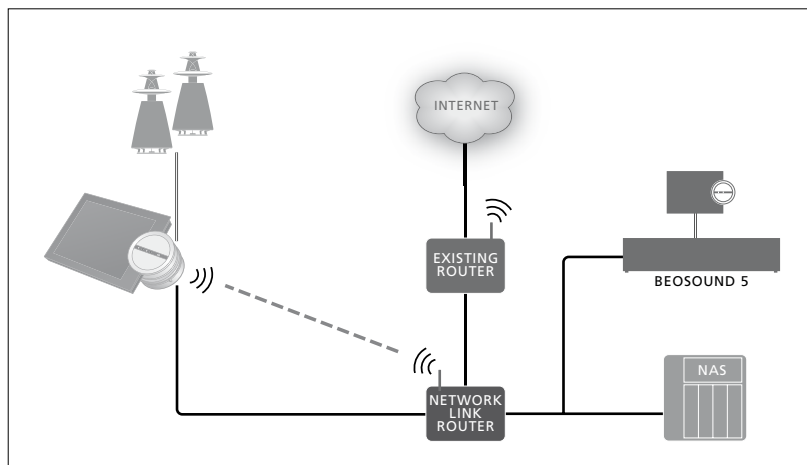 INTERNET
EXISTING
ROUTER
BEOSOUND 5
NAS
NETWORK
LINK
ROUTER